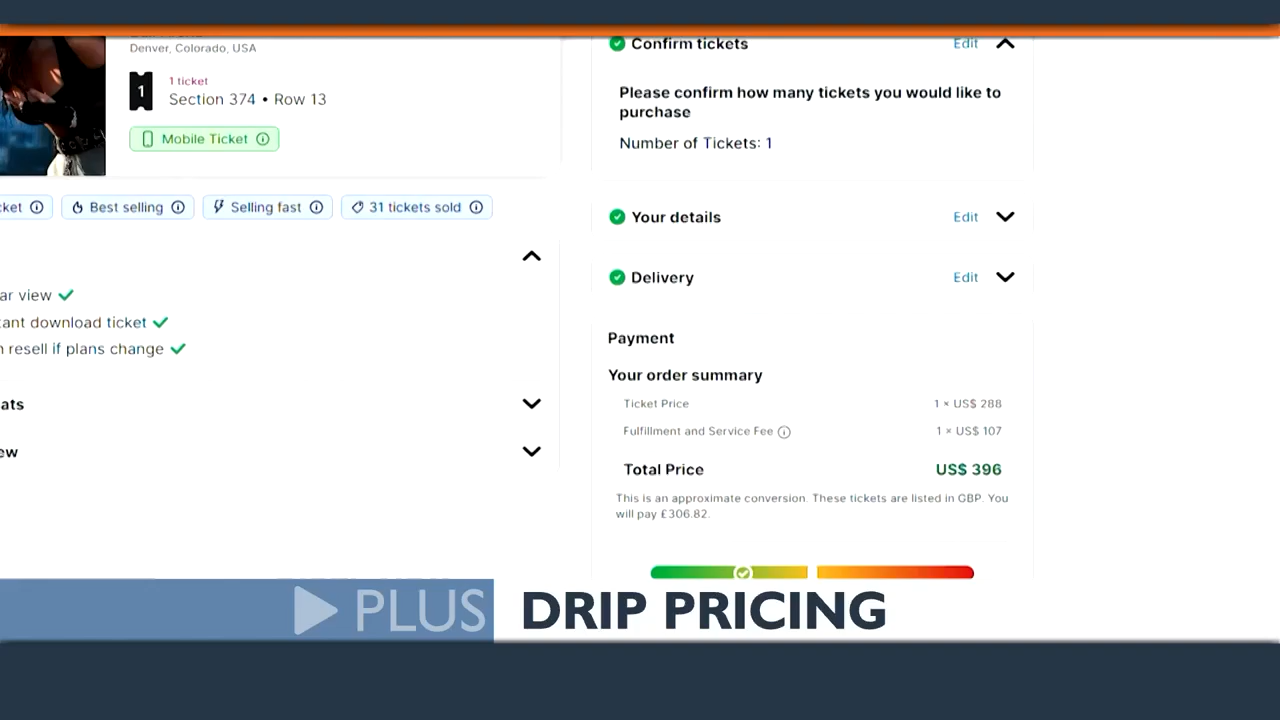 Denver, Colorado, USA
1
1 ticket
Section 374 • Row 13
Mobile Ticket
Best selling
Selling fast
31 tickets sold
view
download ticket
resell if plans change
Confirm tickets
Edit
Please confirm how many tickets you would like to
purchase
Number of Tickets: 1
Your details
Edit
Delivery
Edit
Payment
Your order summary
Ticket Price
1 × US$ 288
Fulfillment and Service Fee
1 × US$ 107
Total Price
US$ 396
This is an approximate conversion. These tickets are listed in GBP. You
will pay £306.82.
PLUS
DRIP PRICING